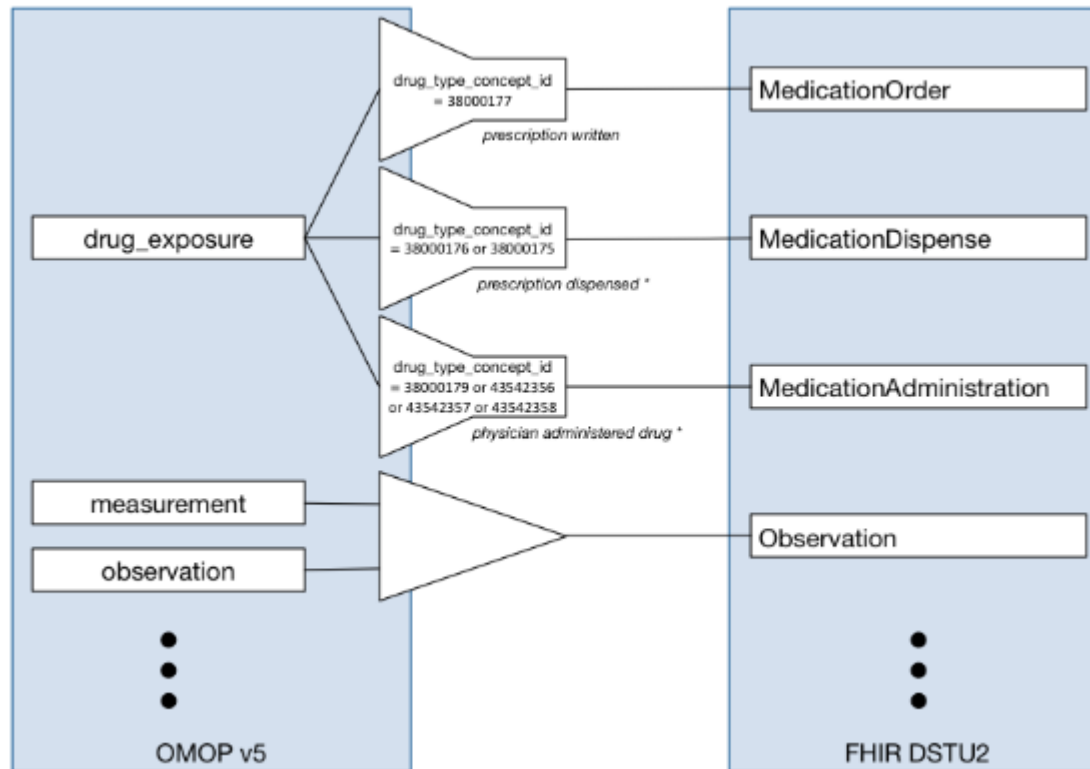 drug_type_concept_id
= 38000177
prescription written
MedicationOrder
drug_exposure
drug_type_concept_id
= 38000176 or 38000175
prescription dispensed *
MedicationDispense
drug_type_concept_id
= 38000179 or 43542356
or 43542357 or 43542358
physician administered drug *
MedicationAdministration
measurement
observation
Observation
OMOP v5
FHIR DSTU2